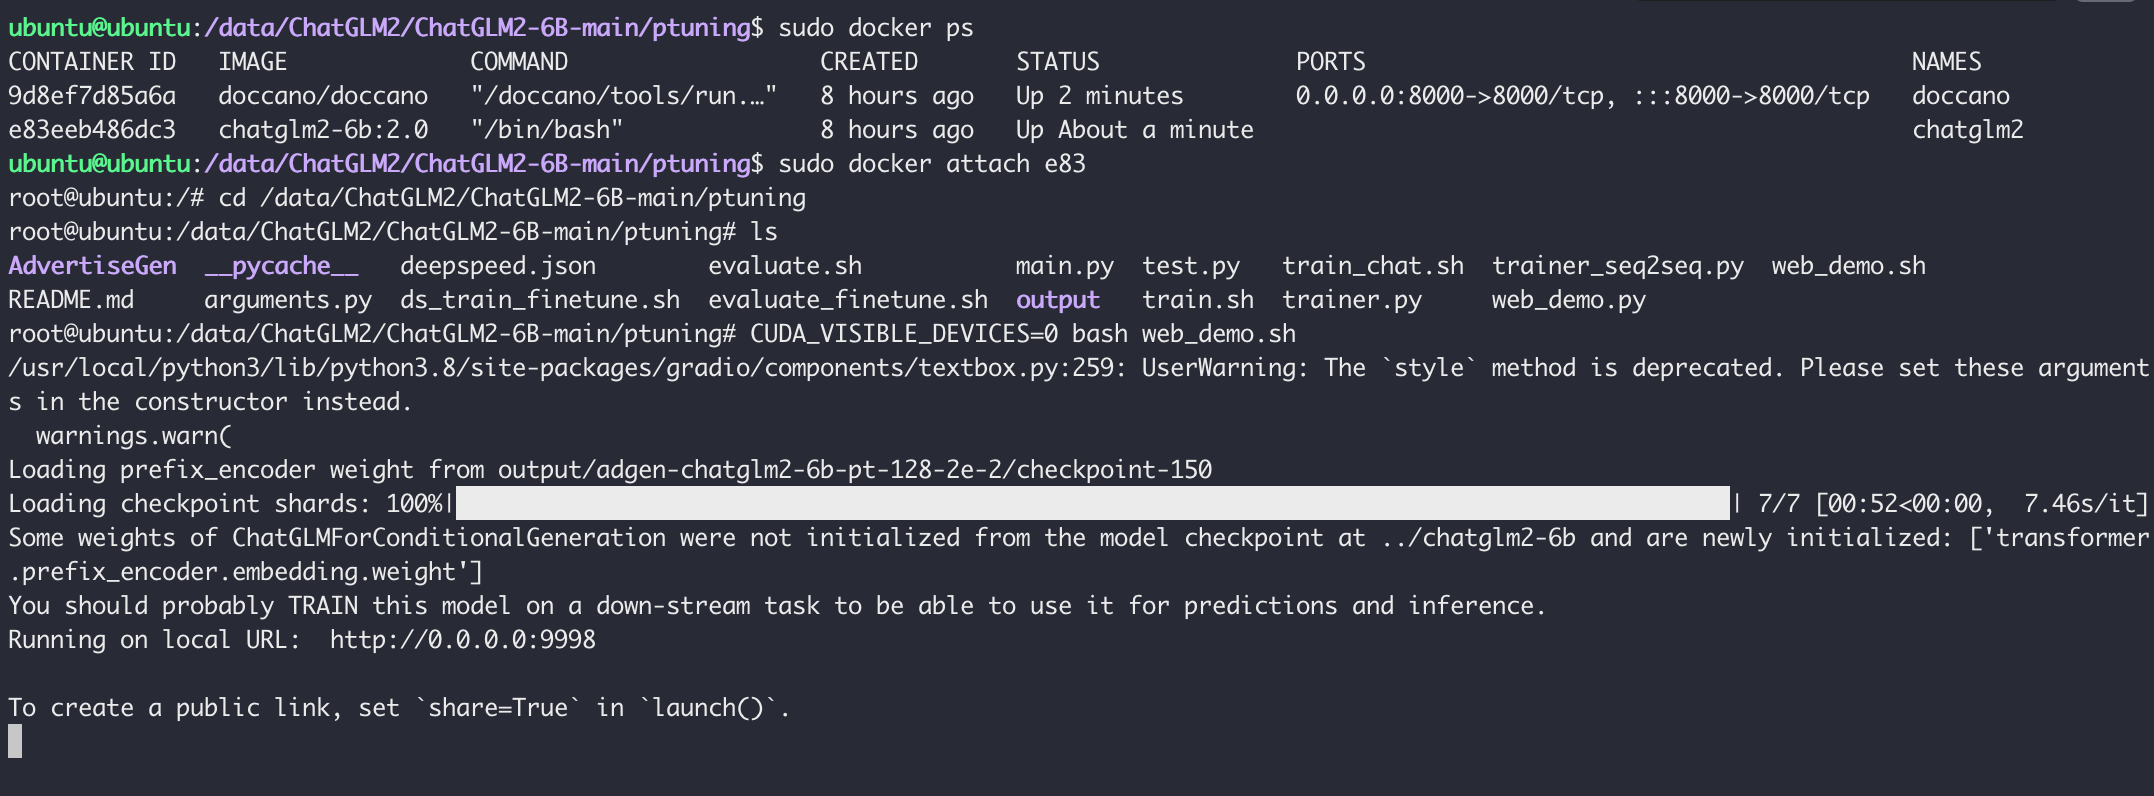 ubuntu@ubuntu:/data/ChatGLM2/ChatGLM2-6B-main/ptuning$ sudo docker ps
CONTAINER ID   IMAGE             COMMAND                  CREATED       STATUS              PORTS                                       NAMES
9d8ef7d85a6a   doccano/doccano   "/doccano/tools/run.…"   8 hours ago   Up 2 minutes        0.0.0.0:8000->8000/tcp, :::8000->8000/tcp   doccano
e83eeb486dc3   chatglm2-6b:2.0   "/bin/bash"              8 hours ago   Up About a minute                                               chatglm2
ubuntu@ubuntu:/data/ChatGLM2/ChatGLM2-6B-main/ptuning$ sudo docker attach e83
root@ubuntu:/# cd /data/ChatGLM2/ChatGLM2-6B-main/ptuning
root@ubuntu:/data/ChatGLM2/ChatGLM2-6B-main/ptuning# ls
AdvertiseGen  __pycache__   deepspeed.json        evaluate.sh           main.py  test.py   train_chat.sh  trainer_seq2seq.py  web_demo.sh
README.md     arguments.py  ds_train_finetune.sh  evaluate_finetune.sh  output   train.sh  trainer.py     web_demo.py
root@ubuntu:/data/ChatGLM2/ChatGLM2-6B-main/ptuning# CUDA_VISIBLE_DEVICES=0 bash web_demo.sh
/usr/local/python3/lib/python3.8/site-packages/gradio/components/textbox.py:259: UserWarning: The `style` method is deprecated. Please set these argument
s in the constructor instead.
  warnings.warn(
Loading prefix_encoder weight from output/adgen-chatglm2-6b-pt-128-2e-2/checkpoint-150
Loading checkpoint shards: 100%|██████████| 7/7 [00:52<00:00,  7.46s/it]
Some weights of ChatGLMForConditionalGeneration were not initialized from the model checkpoint at ../chatglm2-6b and are newly initialized: ['transformer
.prefix_encoder.embedding.weight']
You should probably TRAIN this model on a down-stream task to be able to use it for predictions and inference.
Running on local URL:  http://0.0.0.0:9998
To create a public link, set `share=True` in `launch()`.